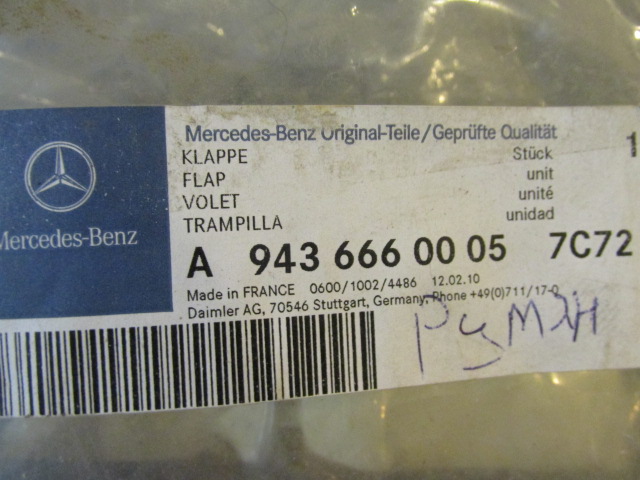 Mercedes-Benz Original-Teile/Geprüfte Qualität
KLAPPE Stück 1
FLAP unit
VOLET unité
TRAMPILLA unidad
Mercedes-Benz
A 943 666 00 05 7C72
Made in FRANCE 0600/1002/4486 12.02.10
Daimler AG, 70546 Stuttgart, Germany, Phone +49(0)711/17-0